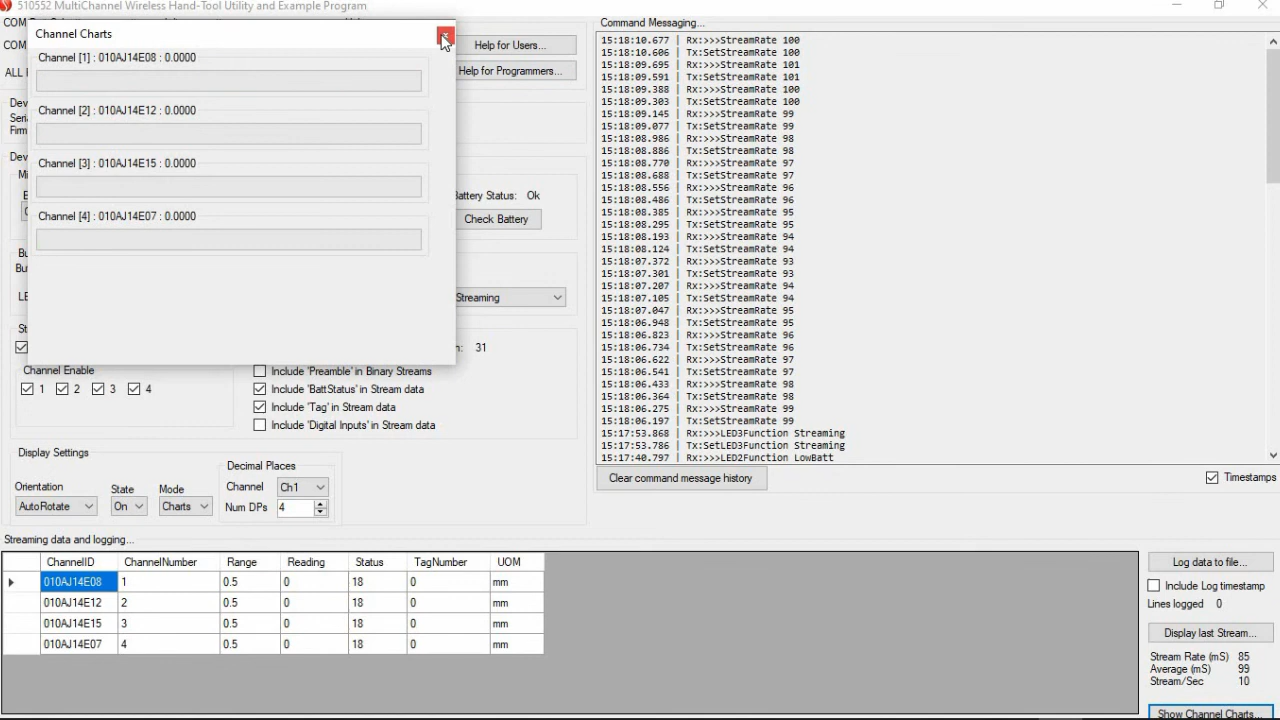 510552 MultiChannel Wireless Hand-Tool Utility and Example Program
Channel Charts
Channel [1] : 010AJ14E08 : 0.0000
Channel [2] : 010AJ14E12 : 0.0000
Channel [3] : 010AJ14E15 : 0.0000
Channel [4] : 010AJ14E07 : 0.0000
COM
ALL
Help for Users...
Help for Programmers...
Dev
Seria
Firm
Dev
Battery Status: Ok
Check Battery
Streaming
31
Channel Enable
1 2 3 4
Include 'Preamble' in Binary Streams
Include 'BattStatus' in Stream data
Include 'Tag' in Stream data
Include 'Digital Inputs' in Stream data
Display Settings
Orientation
AutoRotate
State
On
Mode
Charts
Decimal Places
Channel Ch1
Num DPs 4
Command Messaging...
15:18:10.677 | Rx:>>>StreamRate 100
15:18:10.606 | Tx:SetStreamRate 100
15:18:09.695 | Rx:>>>StreamRate 101
15:18:09.591 | Tx:SetStreamRate 101
15:18:09.388 | Rx:>>>StreamRate 100
15:18:09.303 | Tx:SetStreamRate 100
15:18:09.145 | Rx:>>>StreamRate 99
15:18:09.077 | Tx:SetStreamRate 99
15:18:08.986 | Rx:>>>StreamRate 98
15:18:08.886 | Tx:SetStreamRate 98
15:18:08.770 | Rx:>>>StreamRate 97
15:18:08.688 | Tx:SetStreamRate 97
15:18:08.556 | Rx:>>>StreamRate 96
15:18:08.486 | Tx:SetStreamRate 96
15:18:08.385 | Rx:>>>StreamRate 95
15:18:08.295 | Tx:SetStreamRate 95
15:18:08.193 | Rx:>>>StreamRate 94
15:18:08.124 | Tx:SetStreamRate 94
15:18:07.372 | Rx:>>>StreamRate 93
15:18:07.301 | Tx:SetStreamRate 93
15:18:07.207 | Rx:>>>StreamRate 94
15:18:07.105 | Tx:SetStreamRate 94
15:18:07.047 | Rx:>>>StreamRate 95
15:18:06.948 | Tx:SetStreamRate 95
15:18:06.823 | Rx:>>>StreamRate 96
15:18:06.734 | Tx:SetStreamRate 96
15:18:06.622 | Rx:>>>StreamRate 97
15:18:06.541 | Tx:SetStreamRate 97
15:18:06.433 | Rx:>>>StreamRate 98
15:18:06.364 | Tx:SetStreamRate 98
15:18:06.275 | Rx:>>>StreamRate 99
15:18:06.197 | Tx:SetStreamRate 99
15:17:53.868 | Rx:>>>LED3Function Streaming
15:17:53.786 | Tx:SetLED3Function Streaming
15:17:40.797 | Rx:>>>LED2Function LowBatt
Clear command message history
Timestamps
Streaming data and logging...
ChannelID ChannelNumber Range Reading Status TagNumber UOM
010AJ14E08 1 0.5 0 18 0 mm
010AJ14E12 2 0.5 0 18 0 mm
010AJ14E15 3 0.5 0 18 0 mm
010AJ14E07 4 0.5 0 18 0 mm
Log data to file...
Include Log timestamp
Lines logged 0
Display last Stream...
Stream Rate (mS) 85
Average (mS) 99
Stream/Sec 10
Show Channel Charts...